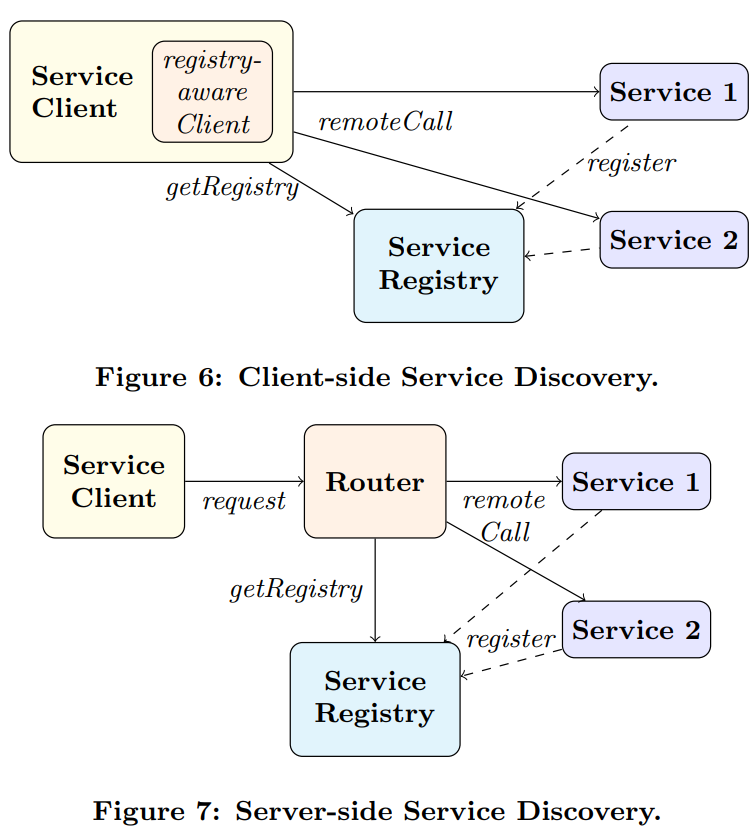 Service
Client
registry-
aware
Client
Service 1
remoteCall
register
getRegistry
Service 2
Service
Registry
Figure 6: Client-side Service Discovery.
Service
Client
Router
Service 1
request
remote
Call
getRegistry
Service 2
register
Service
Registry
Figure 7: Server-side Service Discovery.